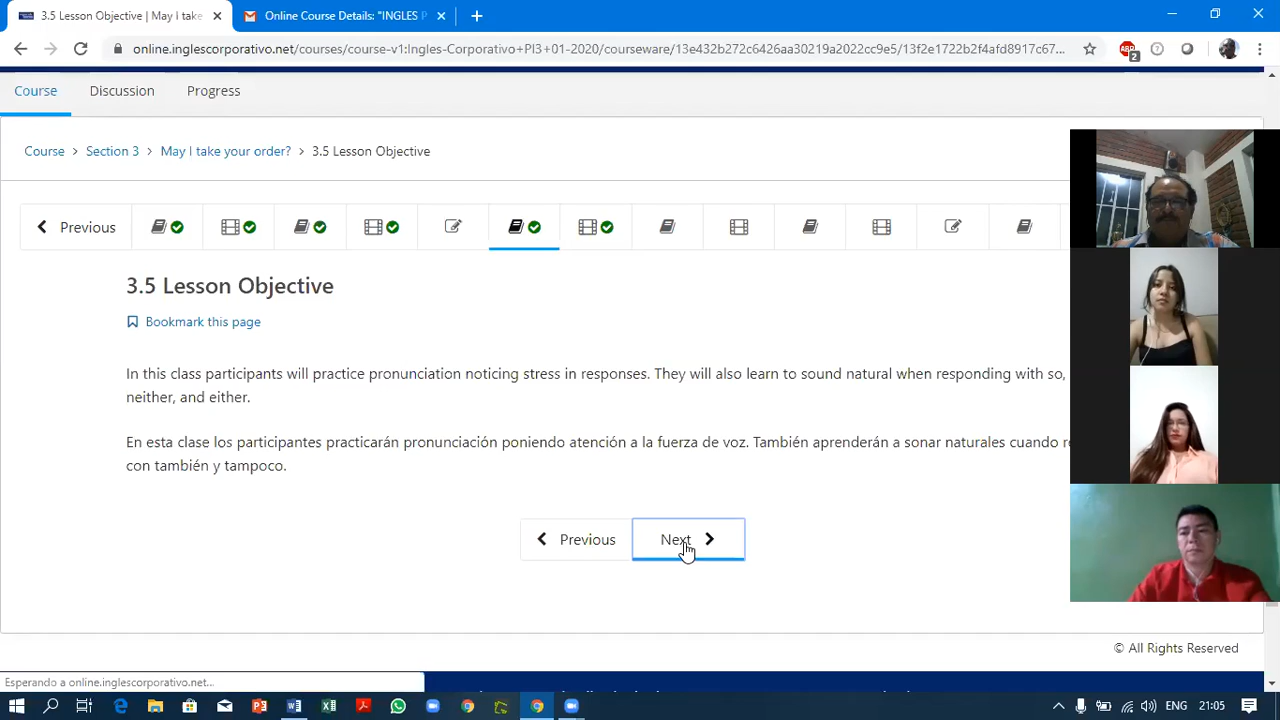 3.5 Lesson Objective | May I take
Online Course Details: "INGLES P
online.inglescorporativo.net/courses/course-v1:Ingles-Corporativo+PI3+01-2020/courseware/13e432b272c6426aa30219a2022cc9e5/13f2e1722b2f4afd8917c67...
ABP
2
Course Discussion Progress
Course > Section 3 > May I take your order? > 3.5 Lesson Objective
Previous
3.5 Lesson Objective
Bookmark this page
In this class participants will practice pronunciation noticing stress in responses. They will also learn to sound natural when responding with so,
neither, and either.
En esta clase los participantes practicarán pronunciación poniendo atención a la fuerza de voz. También aprenderán a sonar naturales cuando re
con también y tampoco.
Previous Next
© All Rights Reserved
Esperando a online.inglescorporativo.net...
ENG 21:05